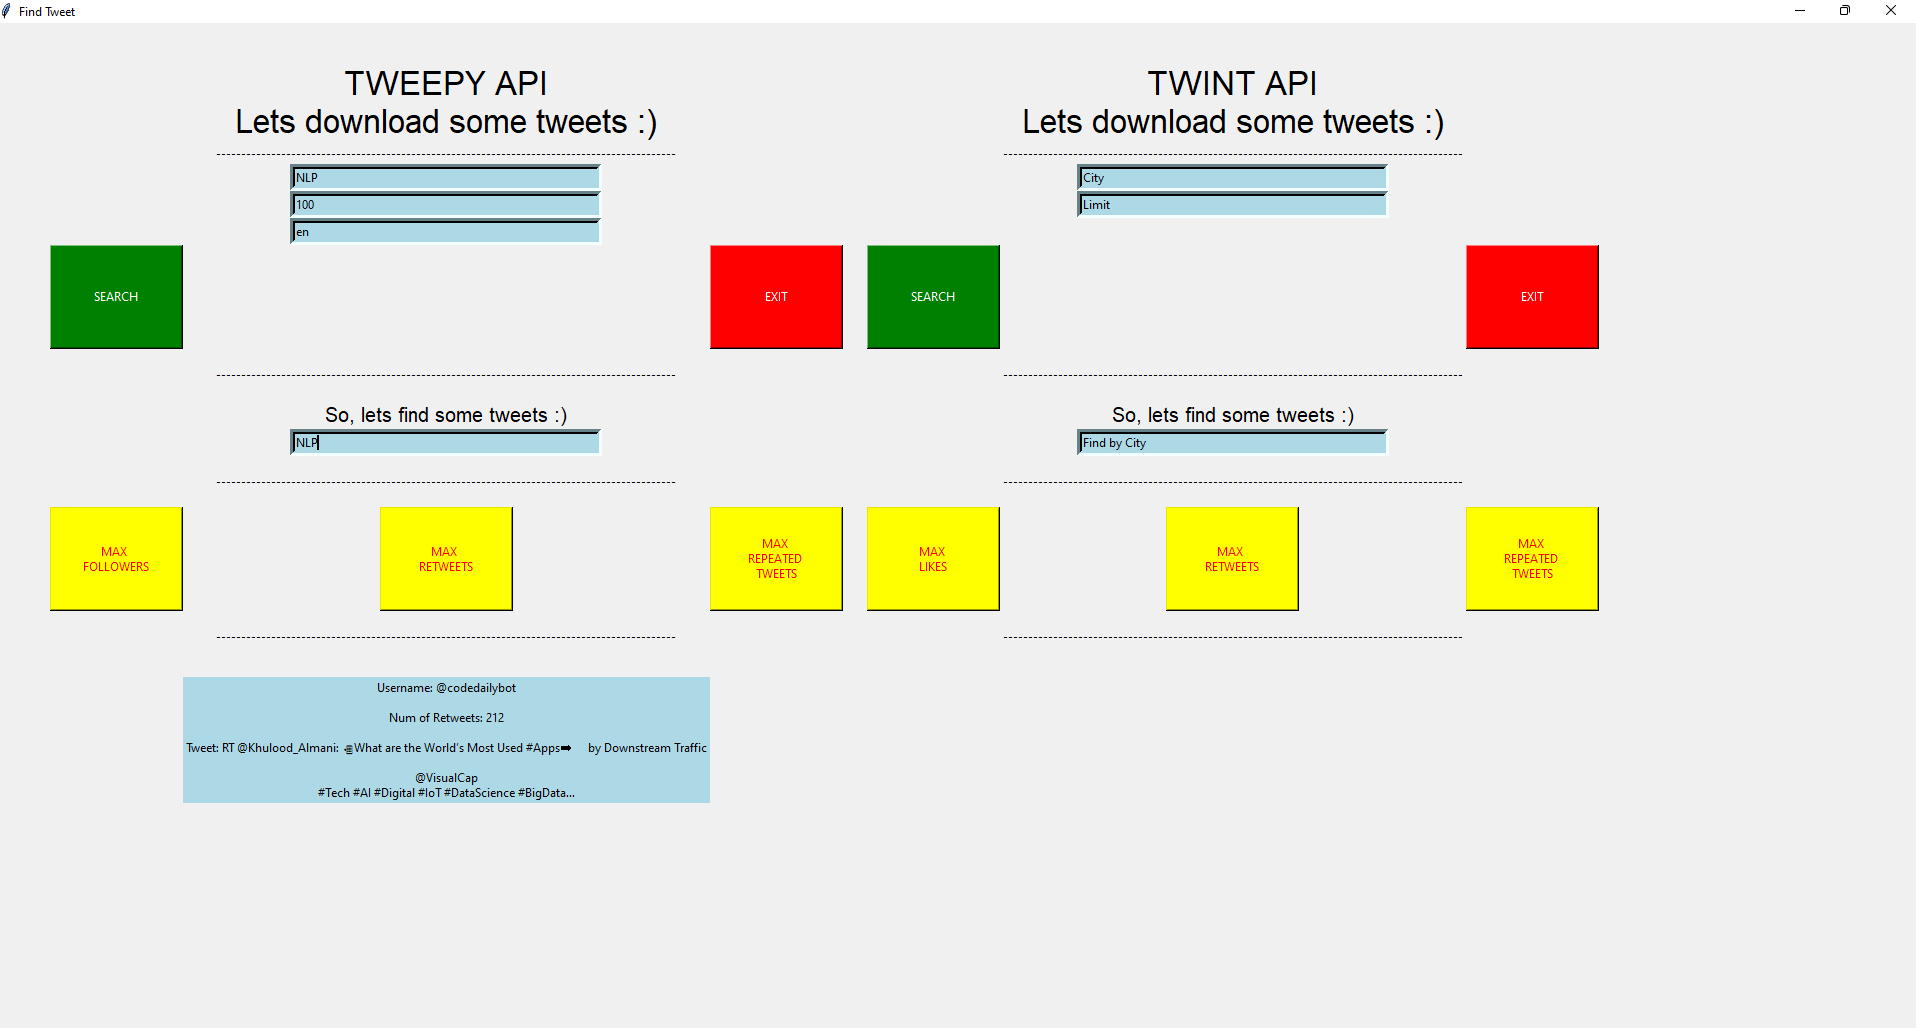 Find Tweet
TWEEPY API
Lets download some tweets :)
----------------------------------------------------------------------
NLP
100
en
SEARCH
EXIT
----------------------------------------------------------------------
So, lets find some tweets :)
NLP
----------------------------------------------------------------------
MAX
FOLLOWERS
MAX
RETWEETS
MAX
REPEATED
TWEETS
----------------------------------------------------------------------
Username: @codedailybot
Num of Retweets: 212
Tweet: RT @Khulood_Almani: What are the World's Most Used #Apps➡ by Downstream Traffic
@VisualCap
#Tech #AI #Digital #IoT #DataScience #BigData...
TWINT API
Lets download some tweets :)
----------------------------------------------------------------------
City
Limit
SEARCH
EXIT
----------------------------------------------------------------------
So, lets find some tweets :)
Find by City
----------------------------------------------------------------------
MAX
LIKES
MAX
RETWEETS
MAX
REPEATED
TWEETS
----------------------------------------------------------------------